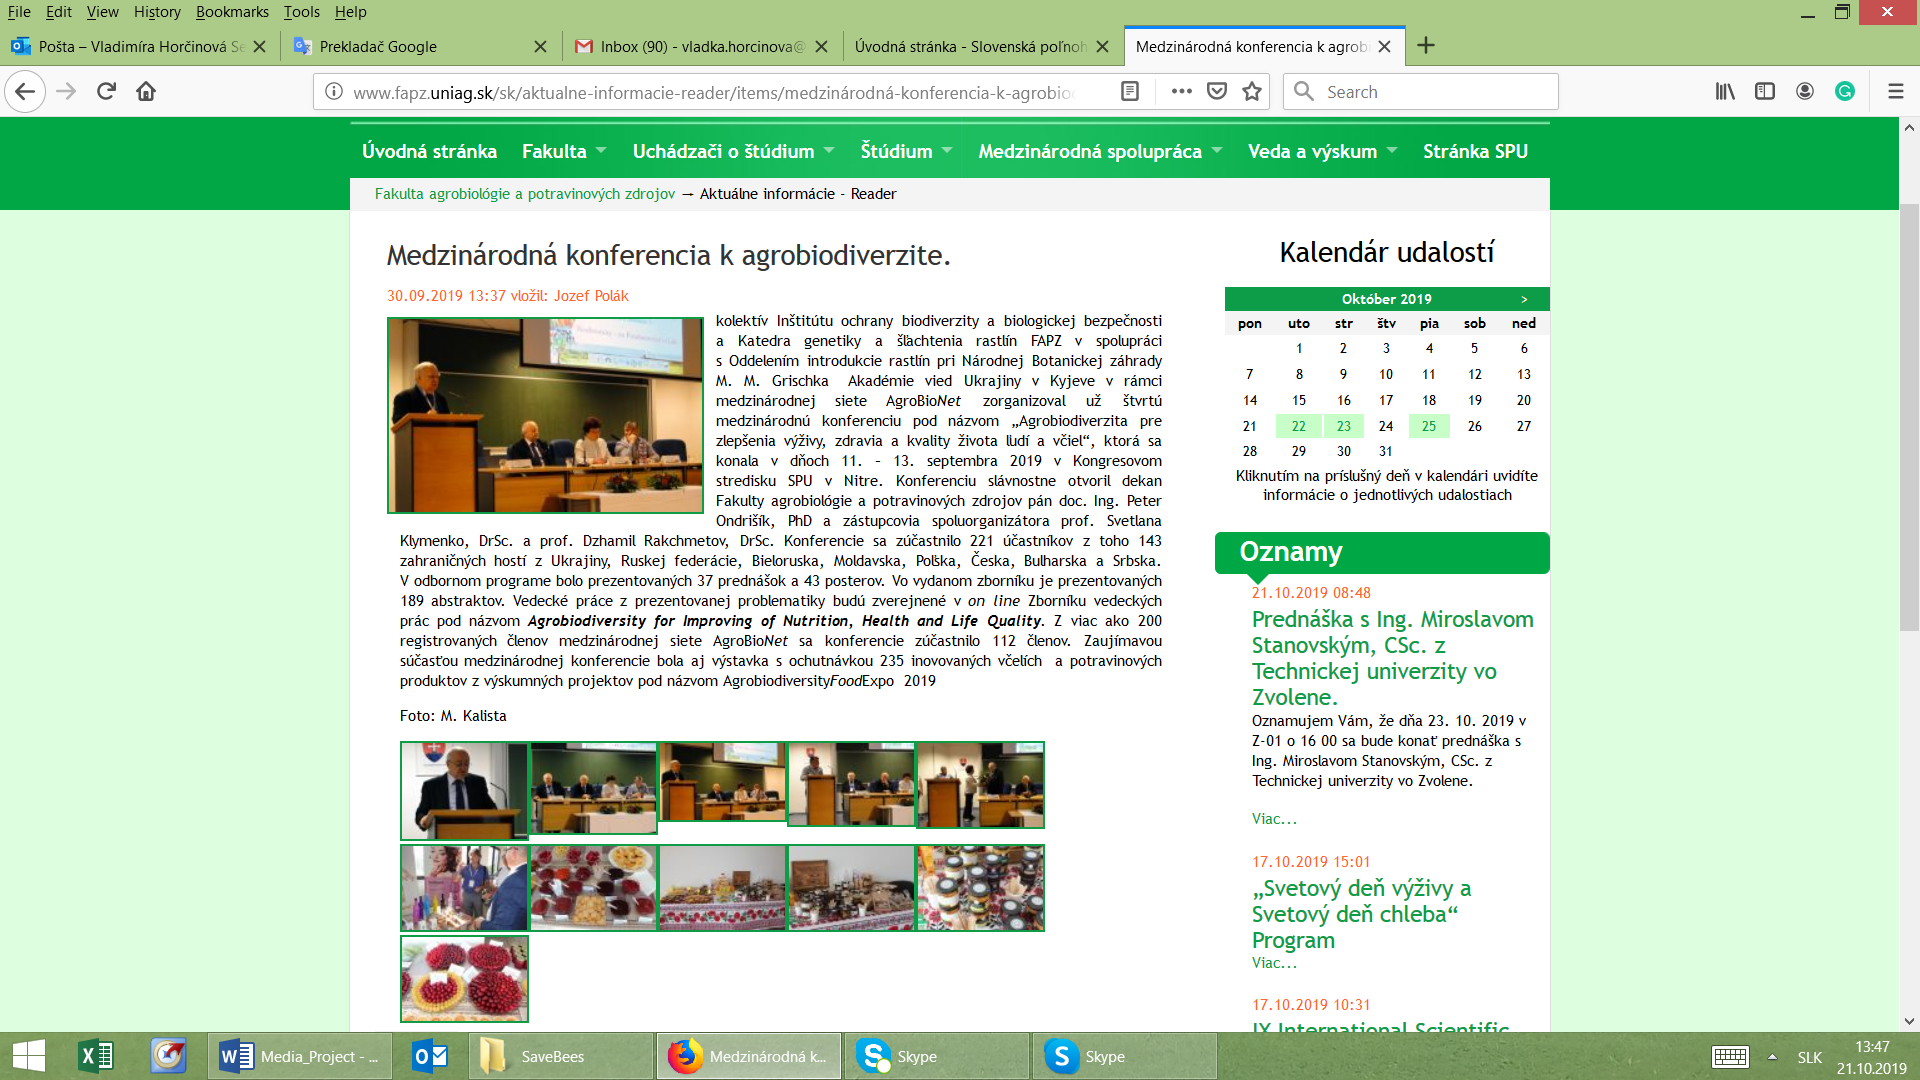 File Edit View History Bookmarks Tools Help
Pošta – Vladimíra Horčinová Se
Prekladač Google
Inbox (90) - vladka.horcinova@
Úvodná stránka - Slovenská poľnoh
Medzinárodná konferencia k agrob
www.fapz.uniag.sk/sk/aktualne-informacie-reader/items/medzinárodná-konferencia-k-agrobiod
Search
Úvodná stránka Fakulta Uchádzači o štúdium Štúdium Medzinárodná spolupráca Veda a výskum Stránka SPU
Fakulta agrobiológie a potravinových zdrojov → Aktuálne informácie - Reader
Medzinárodná konferencia k agrobiodiverzite.
30.09.2019 13:37 vložil: Jozef Polák
kolektív Inštitútu ochrany biodiverzity a biologickej bezpečnosti
a Katedra genetiky a šľachtenia rastlín FAPZ v spolupráci
s Oddelením introdukcie rastlín pri Národnej Botanickej záhrady
M. M. Grischka Akadémie vied Ukrajiny v Kyjeve v rámci
medzinárodnej siete AgroBioNet zorganizoval už štvrtú
medzinárodnú konferenciu pod názvom „Agrobiodiverzita pre
zlepšenia výživy, zdravia a kvality života ľudí a včiel“, ktorá sa
konala v dňoch 11. – 13. septembra 2019 v Kongresovom
stredisku SPU v Nitre. Konferenciu slávnostne otvoril dekan
Fakulty agrobiológie a potravinových zdrojov pán doc. Ing. Peter
Ondrišík, PhD a zástupcovia spoluorganizátora prof. Svetlana
Klymenko, DrSc. a prof. Dzhamil Rakchmetov, DrSc. Konferencie sa zúčastnilo 221 účastníkov z toho 143
zahraničných hostí z Ukrajiny, Ruskej federácie, Bieloruska, Moldavska, Poľska, Česka, Bulharska a Srbska.
V odbornom programe bolo prezentovaných 37 prednášok a 43 posterov. Vo vydanom zborníku je prezentovaných
189 abstraktov. Vedecké práce z prezentovanej problematiky budú zverejnené v on line Zborníku vedeckých
prác pod názvom Agrobiodiversity for Improving of Nutrition, Health and Life Quality. Z viac ako 200
registrovaných členov medzinárodnej siete AgroBioNet sa konferencie zúčastnilo 112 členov. Zaujímavou
súčasťou medzinárodnej konferencie bola aj výstavka s ochutnávkou 235 inovovaných včelích a potravinových
produktov z výskumných projektov pod názvom AgrobiodiversityFoodExpo 2019
Foto: M. Kalista
Kalendár udalostí
Október 2019 >
pon uto str štv pia sob ned
1 2 3 4 5 6
7 8 9 10 11 12 13
14 15 16 17 18 19 20
21 22 23 24 25 26 27
28 29 30 31
Kliknutím na príslušný deň v kalendári uvidíte
informácie o jednotlivých udalostiach
Oznamy
21.10.2019 08:48
Prednáška s Ing. Miroslavom
Stanovským, CSc. z
Technickej univerzity vo
Zvolene.
Oznamujem Vám, že dňa 23. 10. 2019 v
Z-01 o 16 00 sa bude konať prednáška s
Ing. Miroslavom Stanovským, CSc. z
Technickej univerzity vo Zvolene.
Viac...
17.10.2019 15:01
„Svetový deň výživy a
Svetový deň chleba“
Program
Viac...
17.10.2019 10:31
IX International Scientific
Media_Project - ...
SaveBees
Medzinárodná k...
Skype
Skype
SLK
13:47
21.10.2019